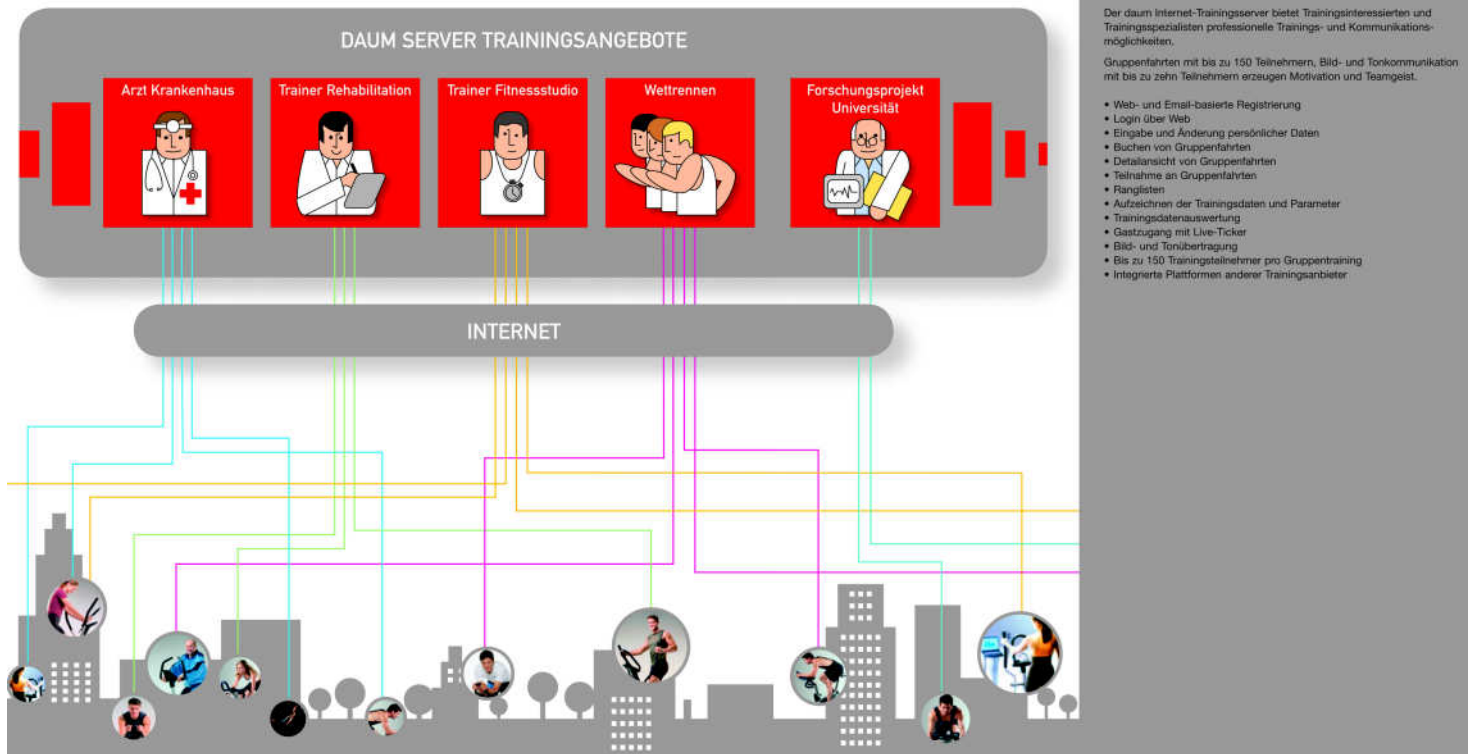 DAUM SERVER TRAININGSANGEBOTE
Arzt Krankenhaus
Trainer Rehabilitation
Trainer Fitnessstudio
Wettrennen
Forschungsprojekt
Universität
INTERNET
Der daum Internet-Trainingsserver bietet Trainingsinteressierten und
Trainingsspezialisten professionelle Trainings- und Kommunikations-
möglichkeiten.
Gruppenfahrten mit bis zu 150 Teilnehmern, Bild- und Tonkommunikation
mit bis zu zehn Teilnehmern erzeugen Motivation und Teamgeist.
• Web- und Email-basierte Registrierung
• Login über Web
• Eingabe und Änderung persönlicher Daten
• Buchen von Gruppenfahrten
• Detailansicht von Gruppenfahrten
• Teilnahme an Gruppenfahrten
• Ranglisten
• Aufzeichnen der Trainingsdaten und Parameter
• Trainingsdatenauswertung
• Gastzugang mit Live-Ticker
• Bild- und Tonübertragung
• Bis zu 150 Trainingsteilnehmer pro Gruppentraining
• Integrierte Plattformen anderer Trainingsanbieter